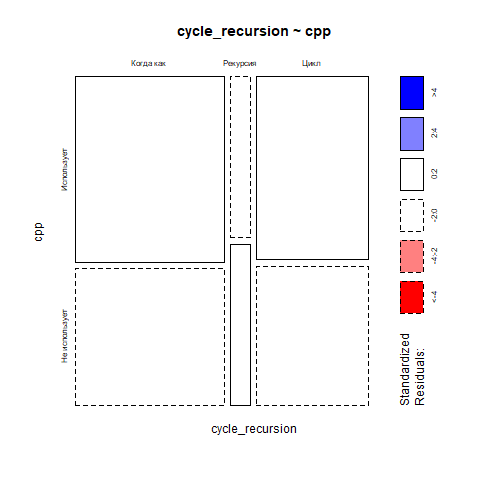 cycle_recursion ~ cpp
Когда как
Рекурсия
Цикл
Использует
Не использует
cpp
cycle_recursion
>4
2:4
0:2
-2:0
-4:-2
<-4
Standardized
Residuals: